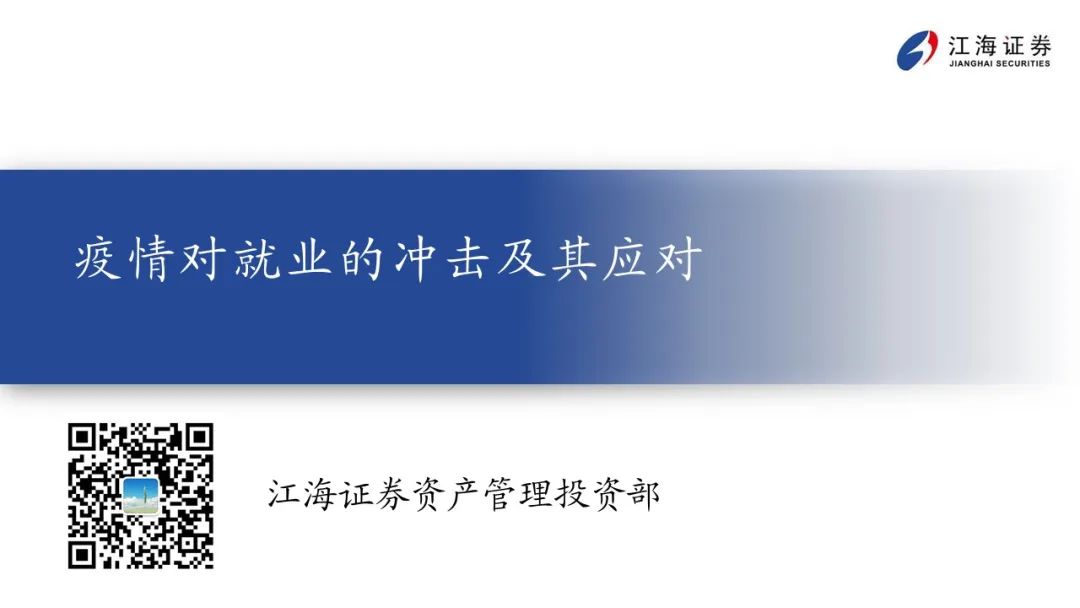 江海证券
JIANGHAI SECURITIES
疫情对就业的冲击及其应对
江海证券资产管理投资部